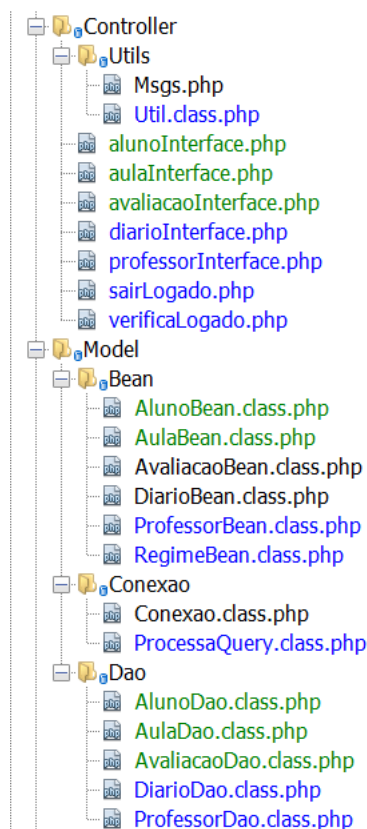 Controller
Utils
Msgs.php
Util.class.php
alunoInterface.php
aulaInterface.php
avaliacaoInterface.php
diarioInterface.php
professorInterface.php
sairLogado.php
verificaLogado.php
Model
Bean
AlunoBean.class.php
AulaBean.class.php
AvaliacaoBean.class.php
DiarioBean.class.php
ProfessorBean.class.php
RegimeBean.class.php
Conexao
Conexao.class.php
ProcessaQuery.class.php
Dao
AlunoDao.class.php
AulaDao.class.php
AvaliacaoDao.class.php
DiarioDao.class.php
ProfessorDao.class.php